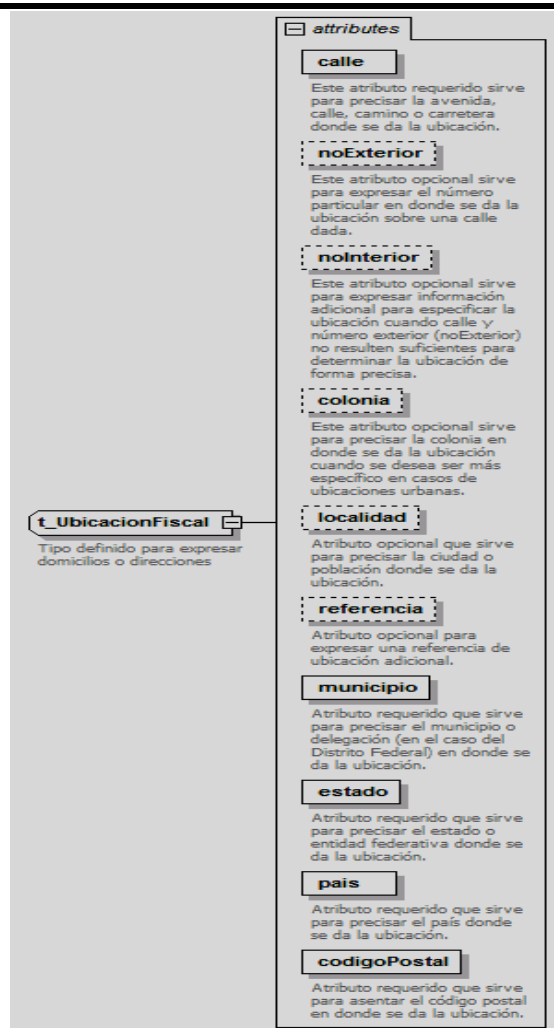 attributes
calle
Este atributo requerido sirve
para precisar la avenida,
calle, camino o carretera
donde se da la ubicación.
noExterior
Este atributo opcional sirve
para expresar el número
particular en donde se da la
ubicación sobre una calle
dada.
noInterior
Este atributo opcional sirve
para expresar información
adicional para especificar la
ubicación cuando calle y
número exterior (noExterior)
no resulten suficientes para
determinar la ubicación de
forma precisa.
colonia
Este atributo opcional sirve
para precisar la colonia en
donde se da la ubicación
cuando se desea ser más
específico en casos de
ubicaciones urbanas.
t_UbicacionFiscal
Tipo definido para expresar
domicilios o direcciones
localidad
Atributo opcional que sirve
para precisar la ciudad o
población donde se da la
ubicación.
referencia
Atributo opcional para
expresar una referencia de
ubicación adicional.
municipio
Atributo requerido que sirve
para precisar el municipio o
delegación (en el caso del
Distrito Federal) en donde se
da la ubicación.
estado
Atributo requerido que sirve
para precisar el estado o
entidad federativa donde se
da la ubicación.
pais
Atributo requerido que sirve
para precisar el país donde
se da la ubicación.
codigoPostal
Atributo requerido que sirve
para asentar el código postal
en donde se da la ubicación.